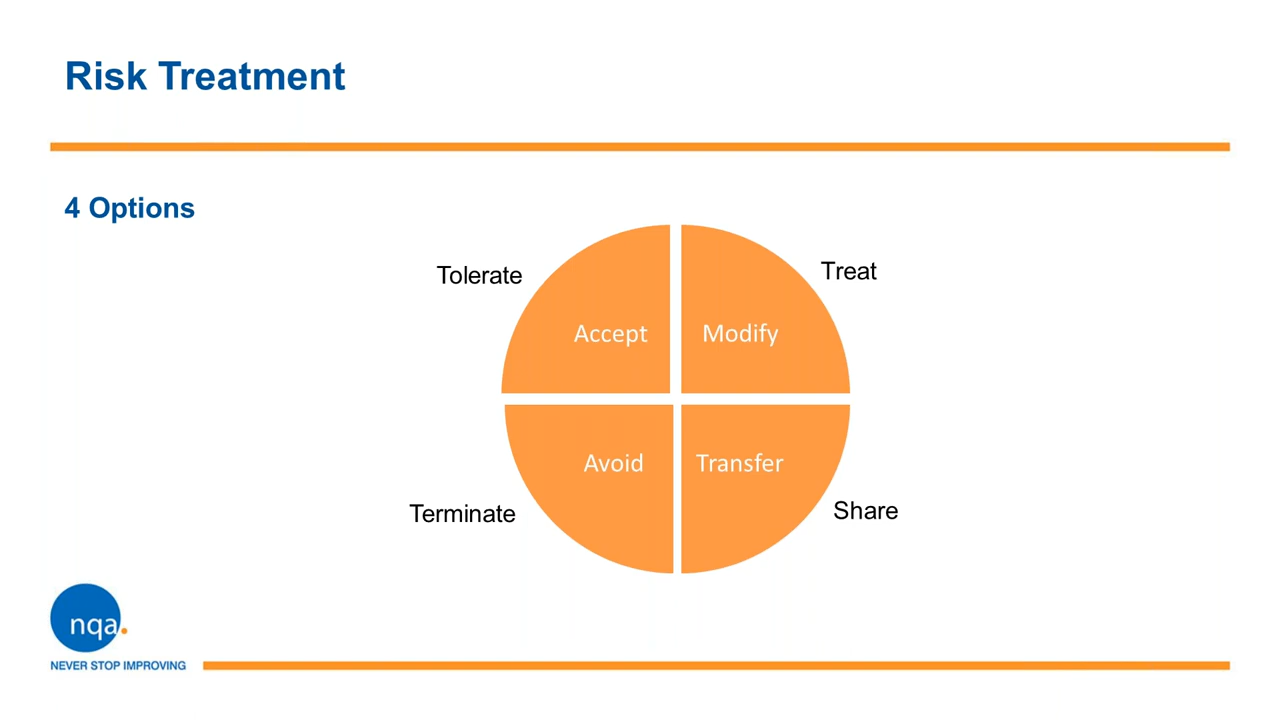 Risk Treatment
4 Options
Tolerate
Treat
Accept
Modify
Avoid
Transfer
Terminate
Share
nqa.
NEVER STOP IMPROVING